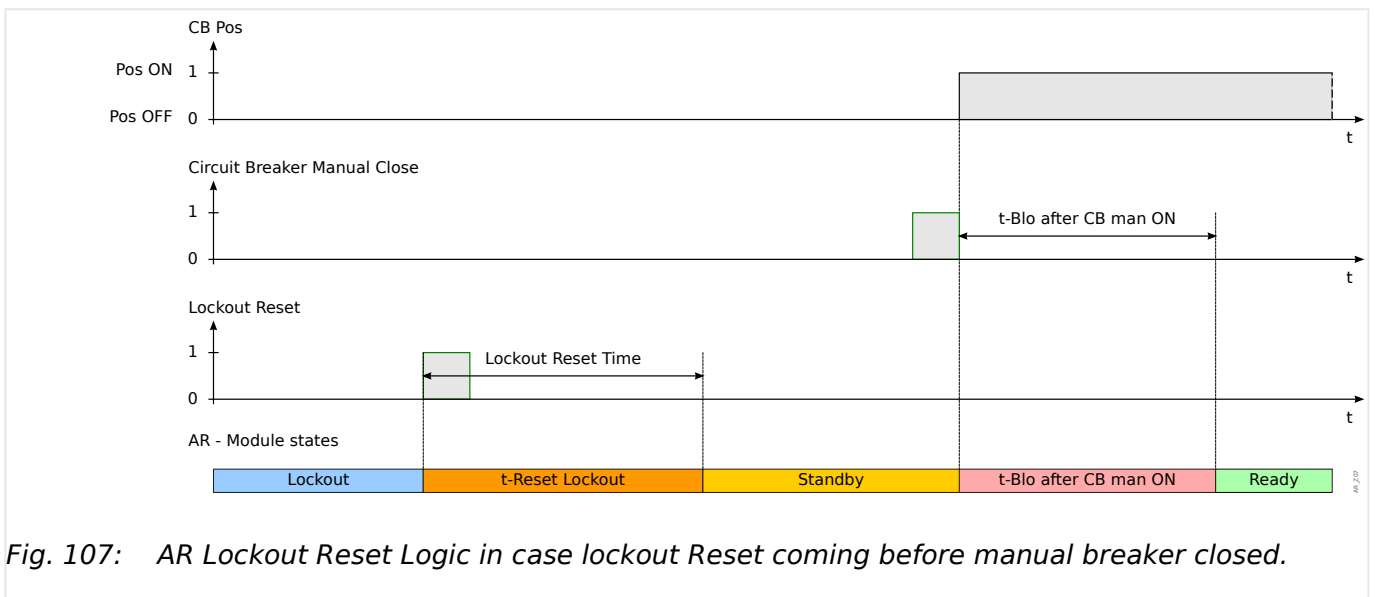 CB Pos
Pos ON 1
Pos OFF 0
t
Circuit Breaker Manual Close
1
t-Blo after CB man ON
0
t
Lockout Reset
1
Lockout Reset Time
0
t
AR - Module states
Lockout t-Reset Lockout Standby t-Blo after CB man ON Ready
AR_Z07
Fig. 107: AR Lockout Reset Logic in case lockout Reset coming before manual breaker closed.